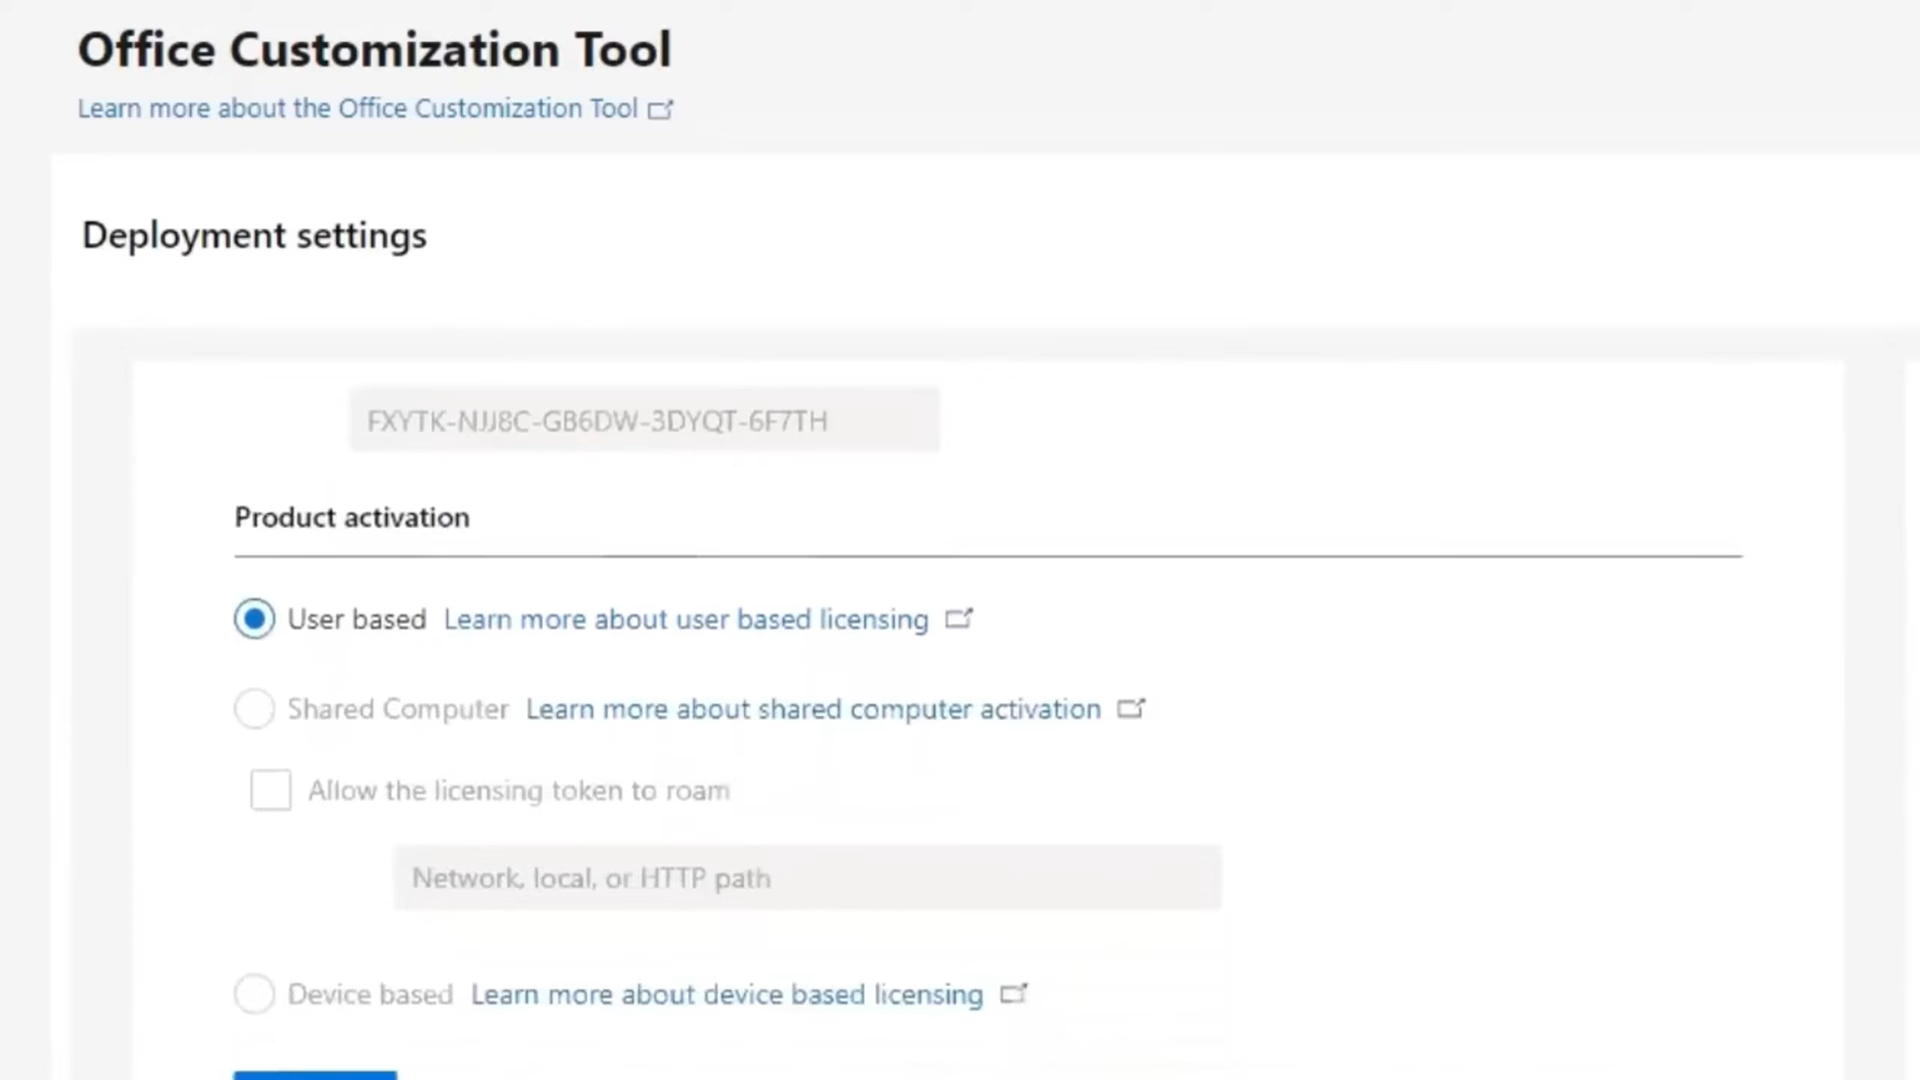 Office Customization Tool
Learn more about the Office Customization Tool
Deployment settings
FXYTK-NJJ8C-GB6DW-3DYQT-6F7TH
Product activation
User based Learn more about user based licensing
Shared Computer Learn more about shared computer activation
Allow the licensing token to roam
Network, local, or HTTP path
Device based Learn more about device based licensing